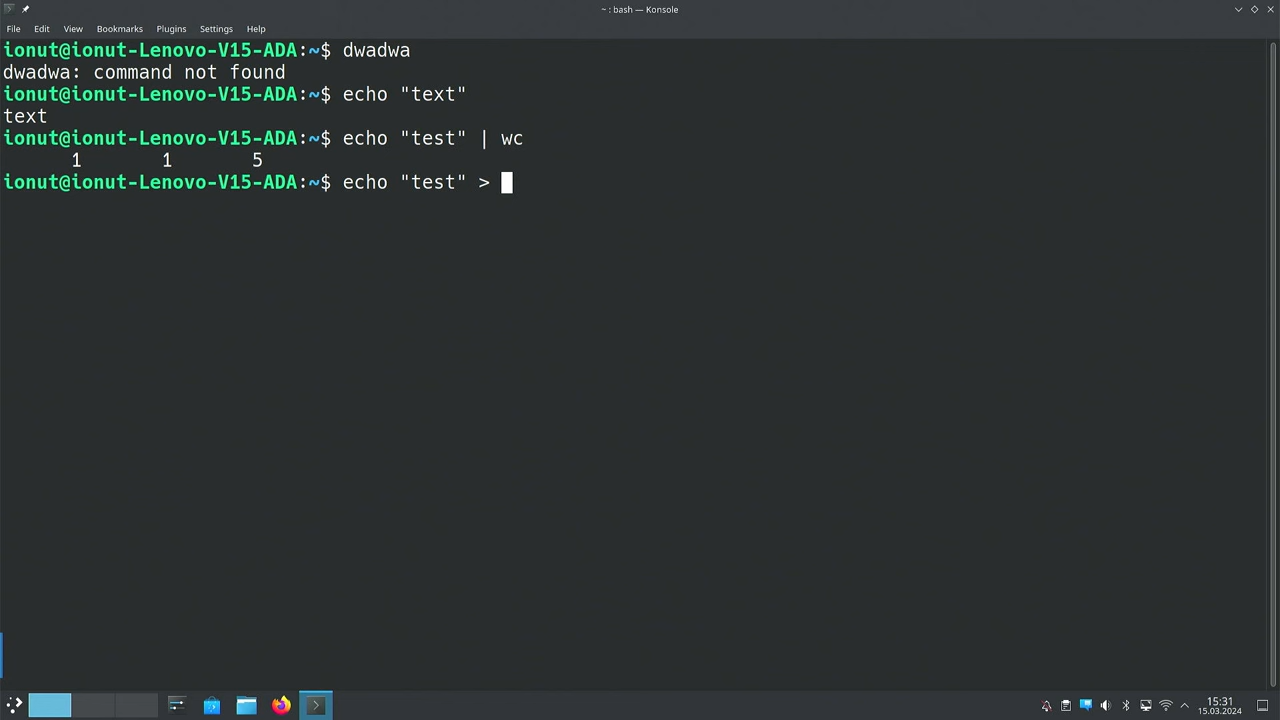 ~ : bash — Konsole
File Edit View Bookmarks Plugins Settings Help
ionut@ionut-Lenovo-V15-ADA:~$ dwadwa
dwadwa: command not found
ionut@ionut-Lenovo-V15-ADA:~$ echo "text"
text
ionut@ionut-Lenovo-V15-ADA:~$ echo "test" | wc
      1       1       5
ionut@ionut-Lenovo-V15-ADA:~$ echo "test" >
15:31
15.03.2024